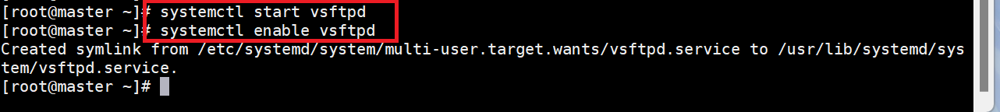 [root@master ~]# systemctl start vsftpd
[root@master ~]# systemctl enable vsftpd
Created symlink from /etc/systemd/system/multi-user.target.wants/vsftpd.service to /usr/lib/systemd/sys
tem/vsftpd.service.
[root@master ~]#